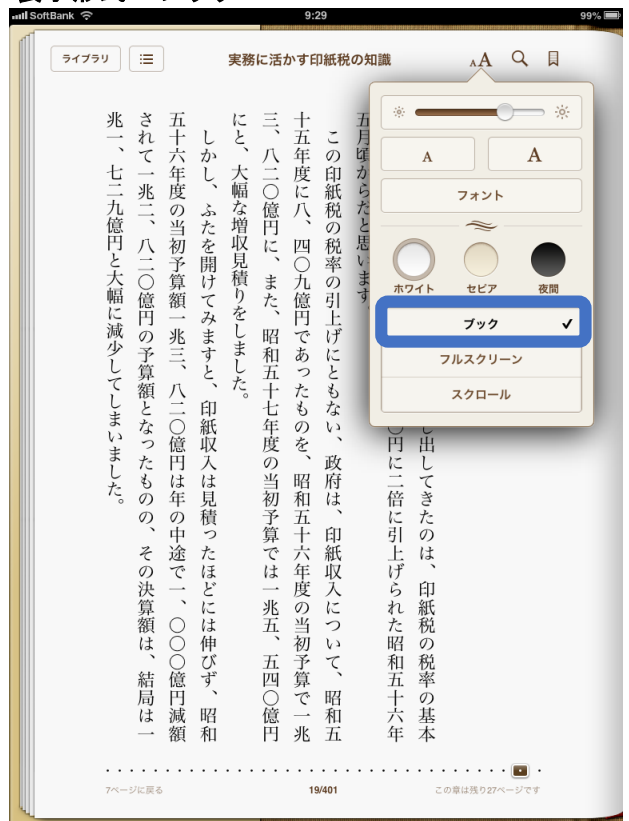 SoftBank 9:29 99%
ライブラリ
実務に活かす印紙税の知識
AA
A A
フォント
ホワイト セピア 夜間
ブック ✓
フルスクリーン
スクロール
し出してきたのは、印紙税の税率の基本
円に二倍に引上げられた昭和五十六年
五月頃からだと思います。
この印紙税の税率の引上げにともない、政府は、印紙収入について、昭和五
十五年度に八、四〇九億円であったものを、昭和五十六年度の当初予算で一兆
三、八二〇億円に、また、昭和五十七年度の当初予算では一兆五、五四〇億円
にと、大幅な増収見積りをしました。
しかし、ふたを開けてみますと、印紙収入は見積ったほどには伸びず、昭和
五十六年度の当初予算額一兆三、八二〇億円は年の中途で一、〇〇〇億円減額
されて一兆二、八二〇億円の予算額となったものの、その決算額は、結局は一
兆一、七二九億円と大幅に減少してしまいました。
7ページに戻る
19/401
この章は残り27ページです